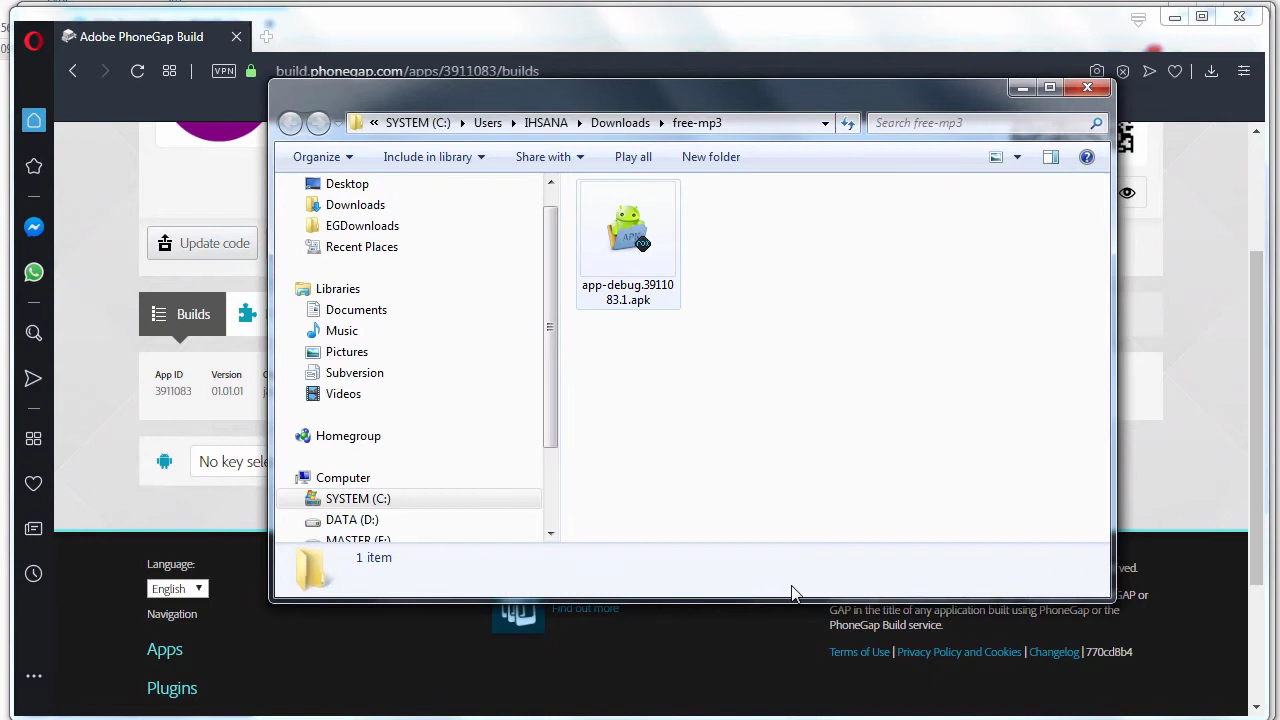 Adobe PhoneGap Build
VPN
build.phonegap.com/apps/3911083/builds
« SYSTEM (C:) Users IHSANA Downloads free-mp3
Search free-mp3
Organize Include in library Share with Play all New folder
Desktop
Downloads
EGDownloads
Recent Places
Libraries
Documents
Music
Pictures
Subversion
Videos
Homegroup
Computer
SYSTEM (C:)
DATA (D:)
MASTER (E:)
APK
app-debug.39110
83.1.apk
1 item
Update code
Builds
App ID
Version
3911083
01.01.01
No key sele
Language:
English
Navigation
Apps
Plugins
Find out more
GAP in the title of any application built using PhoneGap or the
PhoneGap Build service.
Terms of Use | Privacy Policy and Cookies | Changelog | 770cd8b4